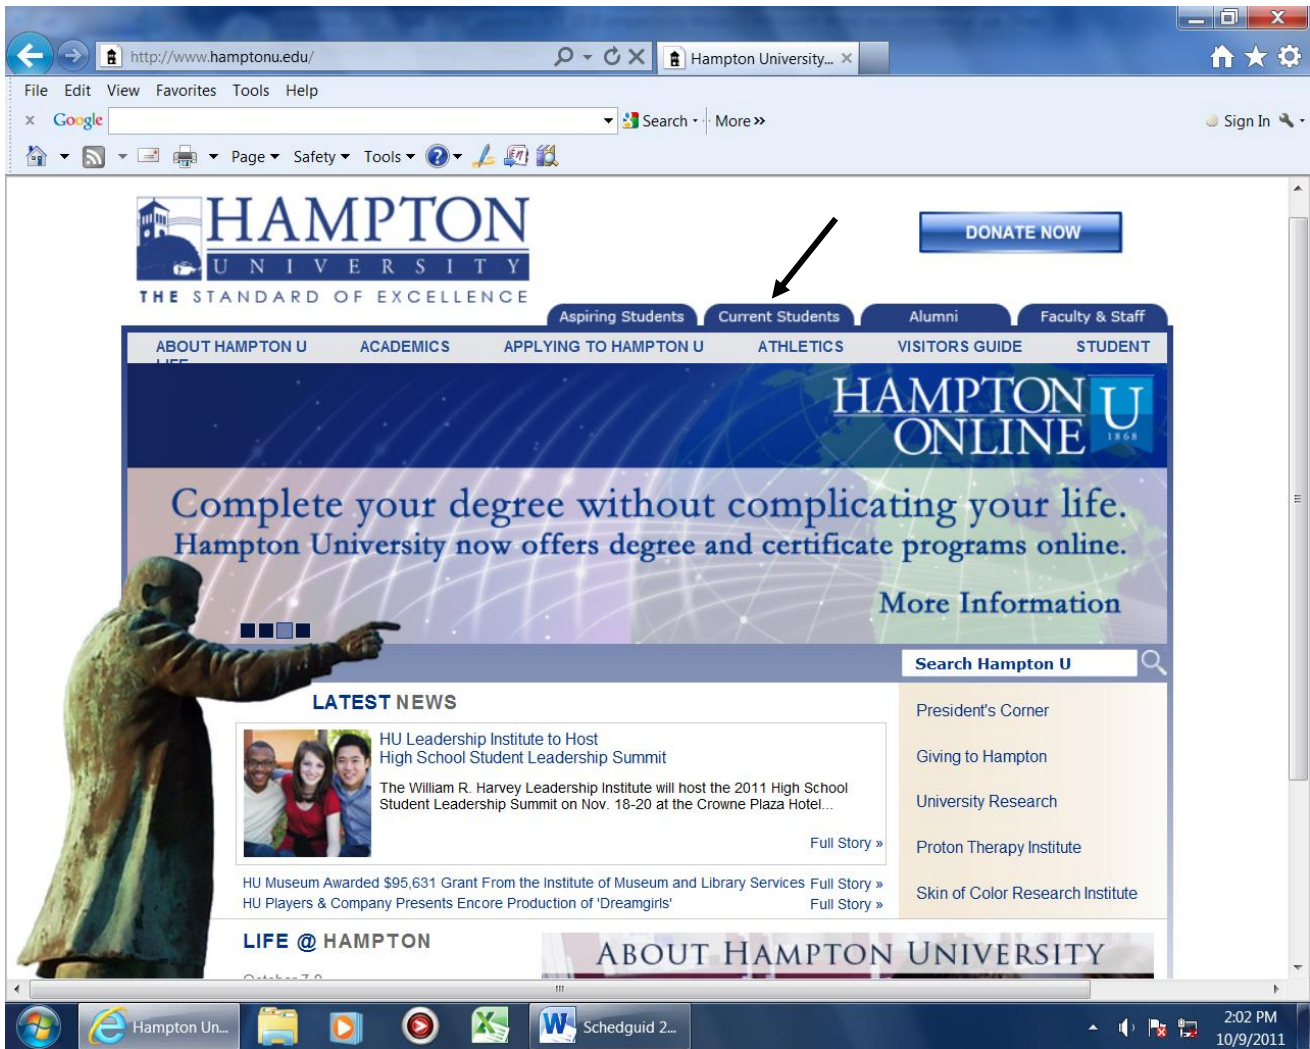 http://www.hamptonu.edu/
Hampton University...
File Edit View Favorites Tools Help
x Google Search More »
Sign In
Page Safety Tools
HAMPTON
UNIVERSITY
THE STANDARD OF EXCELLENCE
DONATE NOW
Aspiring Students Current Students Alumni Faculty & Staff
ABOUT HAMPTON U ACADEMICS APPLYING TO HAMPTON U ATHLETICS VISITORS GUIDE STUDENT
LIFE
HAMPTON U
ONLINE 1868
Complete your degree without complicating your life.
Hampton University now offers degree and certificate programs online.
More Information
Search Hampton U
LATEST NEWS
HU Leadership Institute to Host
High School Student Leadership Summit
The William R. Harvey Leadership Institute will host the 2011 High School
Student Leadership Summit on Nov. 18-20 at the Crowne Plaza Hotel...
Full Story »
HU Museum Awarded $95,631 Grant From the Institute of Museum and Library Services Full Story »
HU Players & Company Presents Encore Production of 'Dreamgirls' Full Story »
President's Corner
Giving to Hampton
University Research
Proton Therapy Institute
Skin of Color Research Institute
LIFE @ HAMPTON
ABOUT HAMPTON UNIVERSITY
Hampton Un...
Schedguid 2...
2:02 PM
10/9/2011